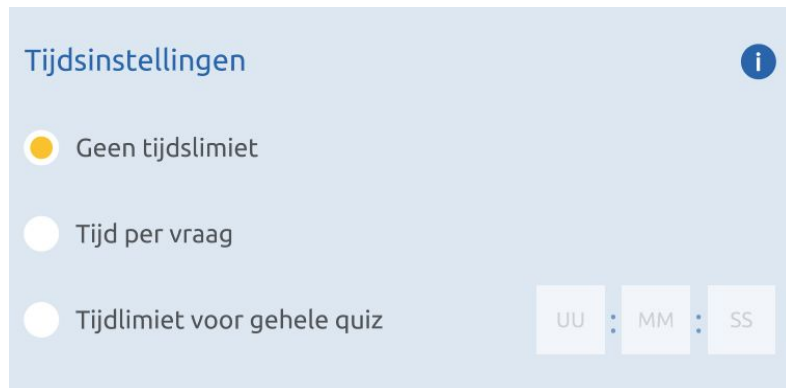 Tijdsinstellingen i
Geen tijdslimiet
Tijd per vraag
Tijdlimiet voor gehele quiz UU : MM : SS